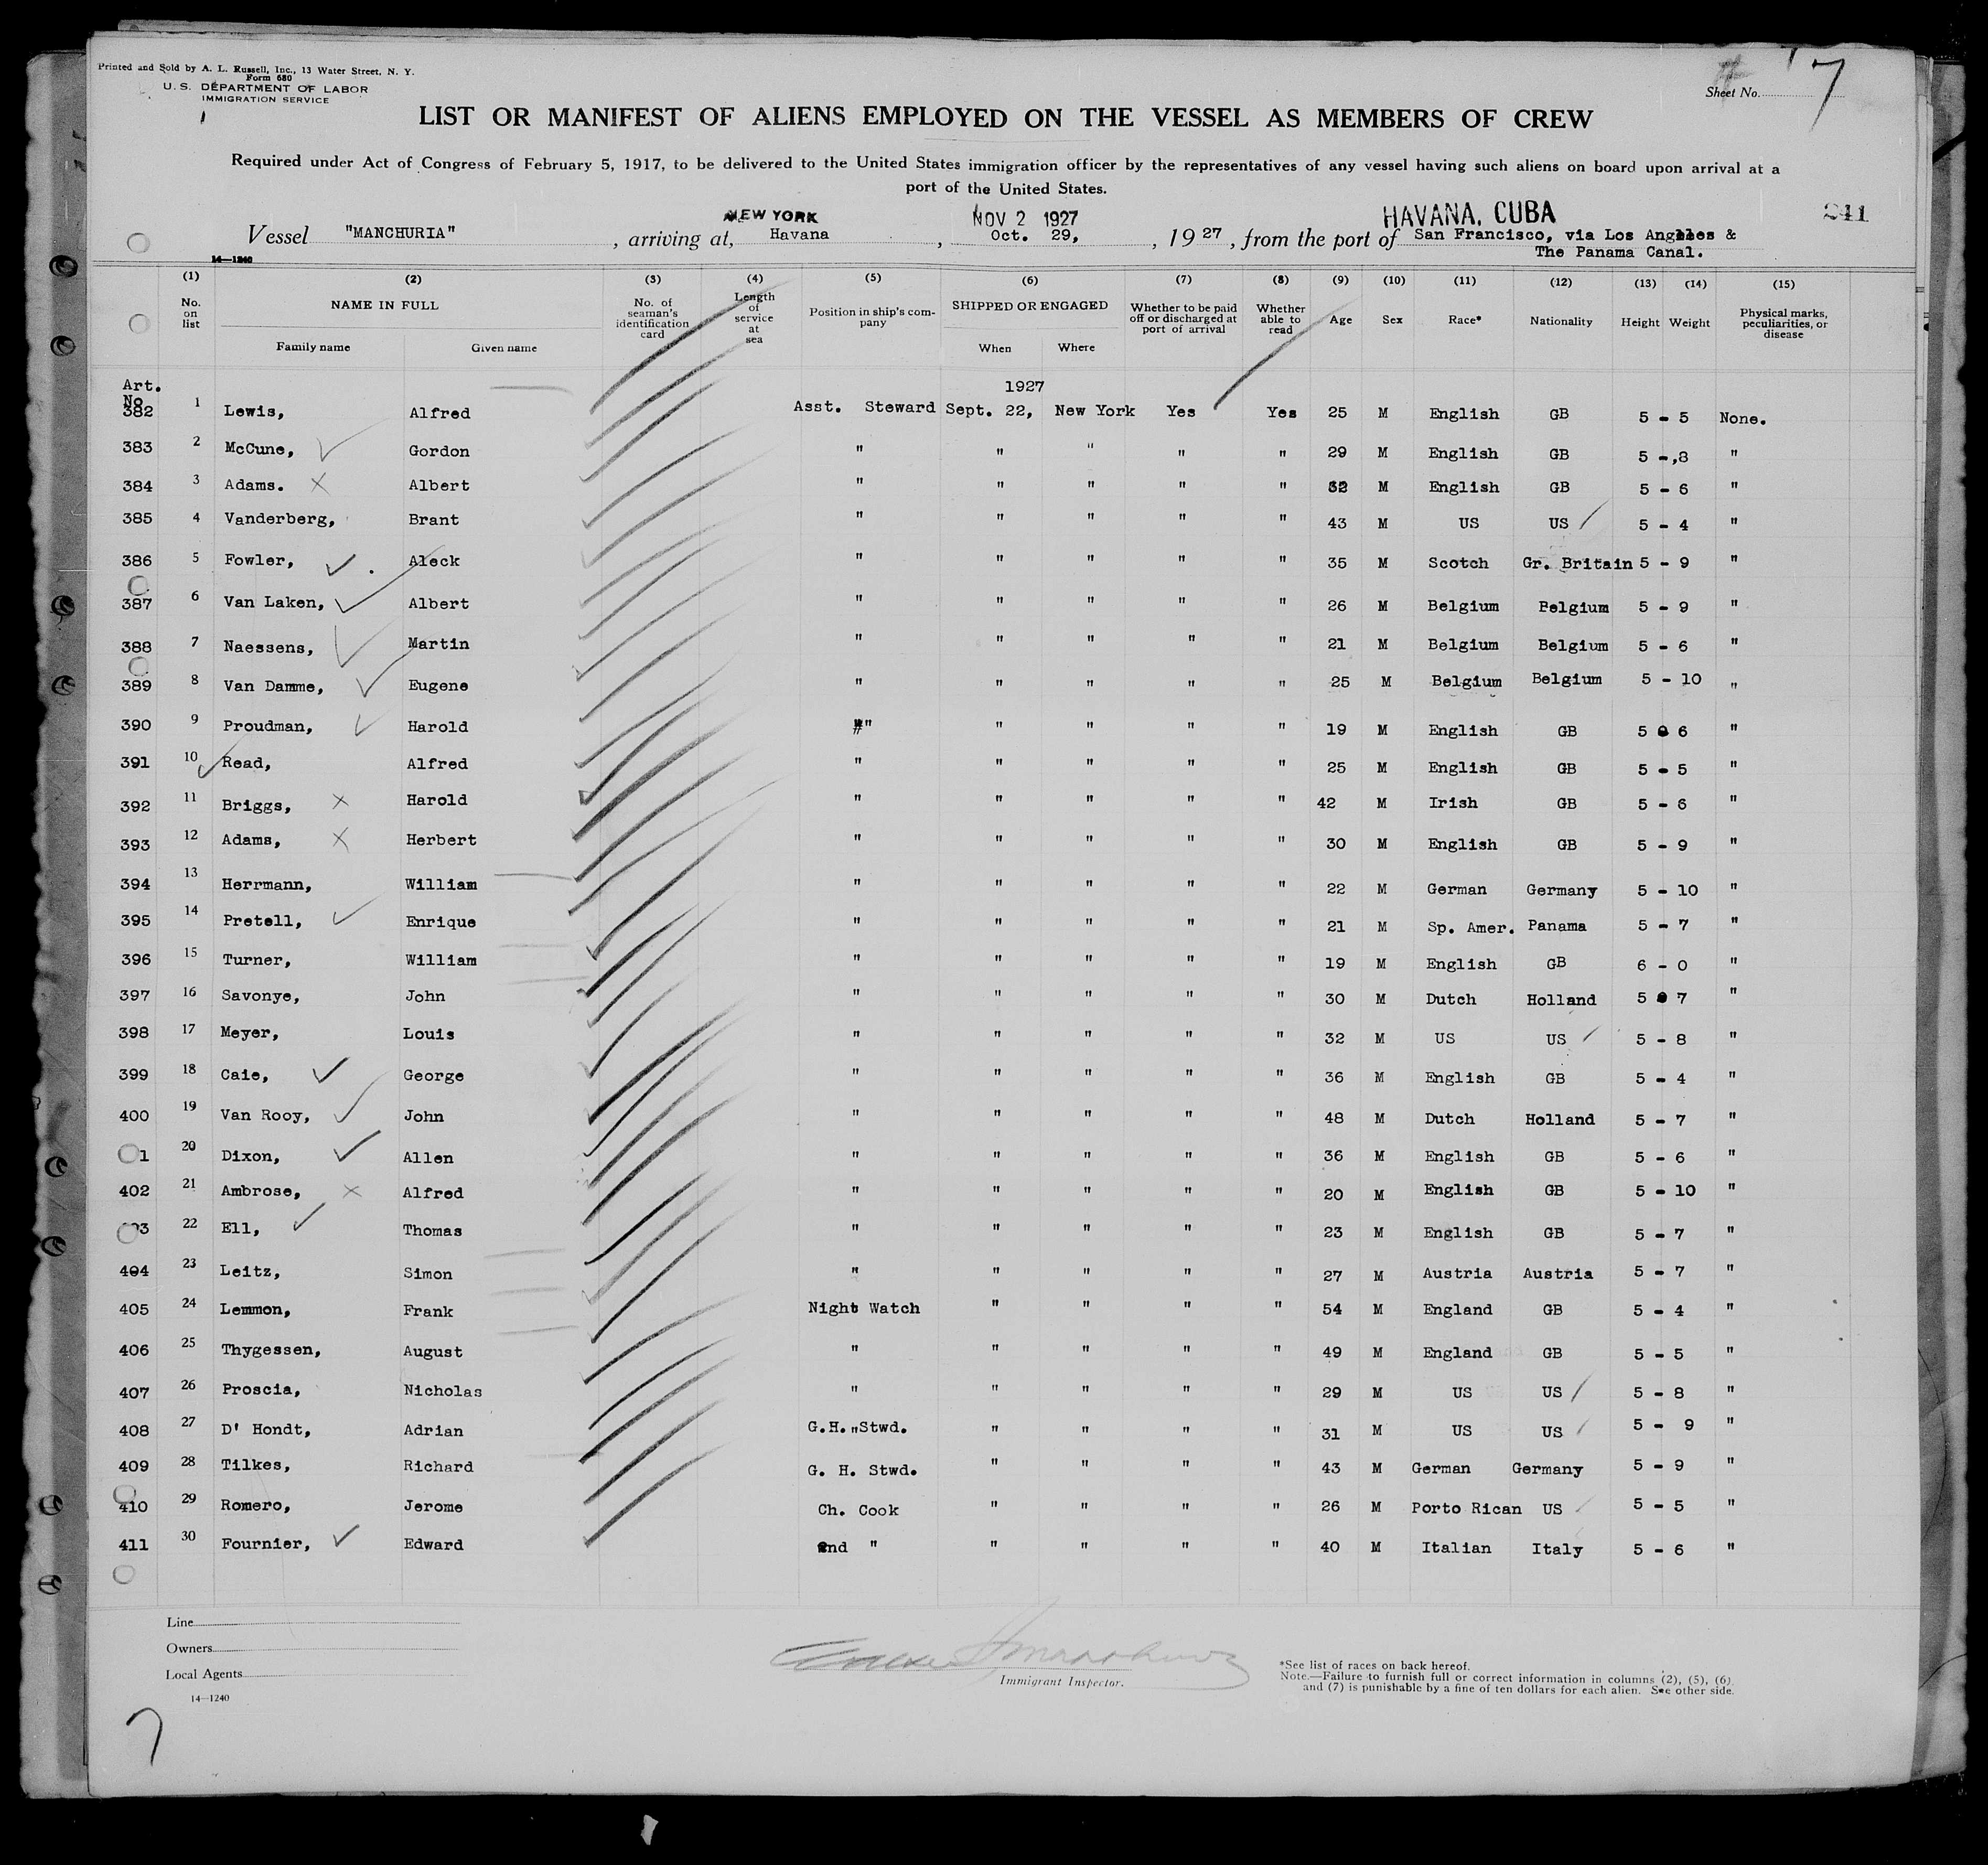 Printed and Sold by A. L. Russell, Inc., 13 Water Street, N. Y.
Form 680
U. S. DEPARTMENT OF LABOR
IMMIGRATION SERVICE
Sheet No. 7
LIST OR MANIFEST OF ALIENS EMPLOYED ON THE VESSEL AS MEMBERS OF CREW
Required under Act of Congress of February 5, 1917, to be delivered to the United States immigration officer by the representatives of any vessel having such aliens on board upon arrival at a
port of the United States.
NEW YORK NOV 2 1927 HAVANA, CUBA 241
Vessel "MANCHURIA", arriving at, Havana, Oct. 29, 1927, from the port of San Francisco, via Los Angeles &
The Panama Canal.
14—1240
(1) (2) (3) (4) (5) (6) (7) (8) (9) (10) (11) (12) (13) (14) (15)
No. on list NAME IN FULL Family name Given name No. of seaman's identification card Length of service at sea Position in ship's company SHIPPED OR ENGAGED When Where Whether to be paid off or discharged at port of arrival Whether able to read Age Sex Race* Nationality Height Weight Physical marks, peculiarities, or disease
Art. No 1927
382 1 Lewis, Alfred Asst. Steward Sept. 22, New York Yes Yes 25 M English GB 5 - 5 None.
383 2 McCune, Gordon " " " " " 29 M English GB 5 -,8 "
384 3 Adams. Albert " " " " " 32 M English GB 5 - 6 "
385 4 Vanderberg, Brant " " " " " 43 M US US 5 - 4 "
386 5 Fowler, Aleck " " " " " 35 M Scotch Gr. Britain 5 - 9 "
387 6 Van Laken, Albert " " " " " 26 M Belgium Belgium 5 - 9 "
388 7 Naessens, Martin " " " " " 21 M Belgium Belgium 5 - 6 "
389 8 Van Damme, Eugene " " " " " 25 M Belgium Belgium 5 - 10 "
390 9 Proudman, Harold " " " " " 19 M English GB 5 - 6 "
391 10 Read, Alfred " " " " " 25 M English GB 5 - 5 "
392 11 Briggs, Harold " " " " " 42 M Irish GB 5 - 6 "
393 12 Adams, Herbert " " " " " 30 M English GB 5 - 9 "
394 13 Herrmann, William " " " " " 22 M German Germany 5 - 10 "
395 14 Pretell, Enrique " " " " " 21 M Sp. Amer. Panama 5 - 7 "
396 15 Turner, William " " " " " 19 M English GB 6 - 0 "
397 16 Savonye, John " " " " " 30 M Dutch Holland 5 - 7 "
398 17 Meyer, Louis " " " " " 32 M US US 5 - 8 "
399 18 Caie, George " " " " " 36 M English GB 5 - 4 "
400 19 Van Rooy, John " " " " " 48 M Dutch Holland 5 - 7 "
1 20 Dixon, Allen " " " " " 36 M English GB 5 - 6 "
402 21 Ambrose, Alfred " " " " " 20 M English GB 5 - 10 "
03 22 Ell, Thomas " " " " " 23 M English GB 5 - 7 "
404 23 Leitz, Simon " " " " " 27 M Austria Austria 5 - 7 "
405 24 Lemmon, Frank Night Watch " " " " 54 M England GB 5 - 4 "
406 25 Thygessen, August " " " " " 49 M England GB 5 - 5 "
407 26 Proscia, Nicholas " " " " " 29 M US US 5 - 8 "
408 27 D' Hondt, Adrian G.H."Stwd. " " " " 31 M US US 5 - 9 "
409 28 Tilkes, Richard G. H. Stwd. " " " " 43 M German Germany 5 - 9 "
410 29 Romero, Jerome Ch. Cook " " " " 26 M Porto Rican US 5 - 5 "
411 30 Fournier, Edward 2nd " " " " " 40 M Italian Italy 5 - 6 "
Line
Owners
Local Agents
14—1240
Immigrant Inspector.
*See list of races on back hereof.
Note.—Failure to furnish full or correct information in columns (2), (5), (6),
and (7) is punishable by a fine of ten dollars for each alien. See other side.
7